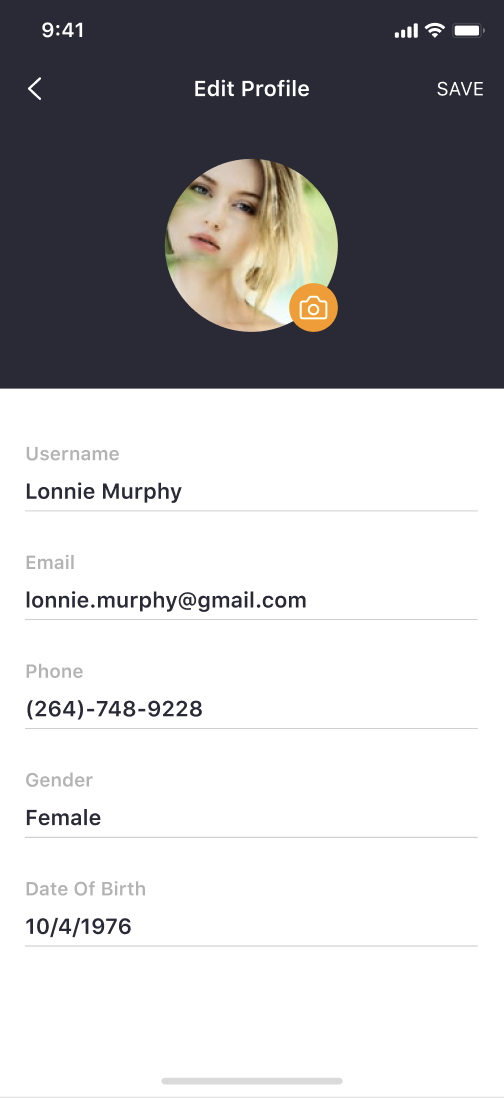 9:41
Edit Profile
SAVE
Username
Lonnie Murphy
Email
lonnie.murphy@gmail.com
Phone
(264)-748-9228
Gender
Female
Date Of Birth
10/4/1976